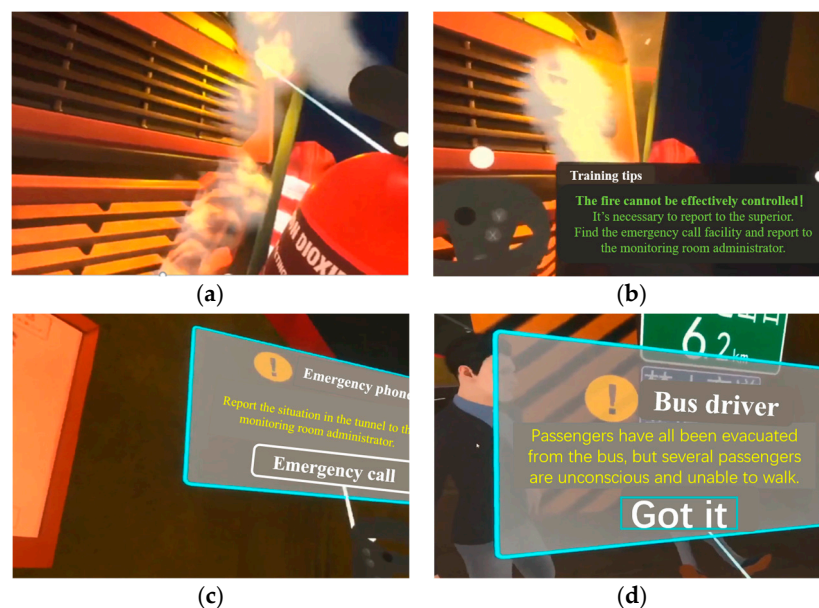 DIOXI
(a)
Training tips
The fire cannot be effectively controlled!
It's necessary to report to the superior.
Find the emergency call facility and report to
the monitoring room administrator.
Y
X
(b)
Emergency phon
Report the situation in the tunnel to th
monitoring room administrator.
Emergency call
(c)
6.2km
Bus driver
Passengers have all been evacuated
from the bus, but several passengers
are unconscious and unable to walk.
Got it
(d)